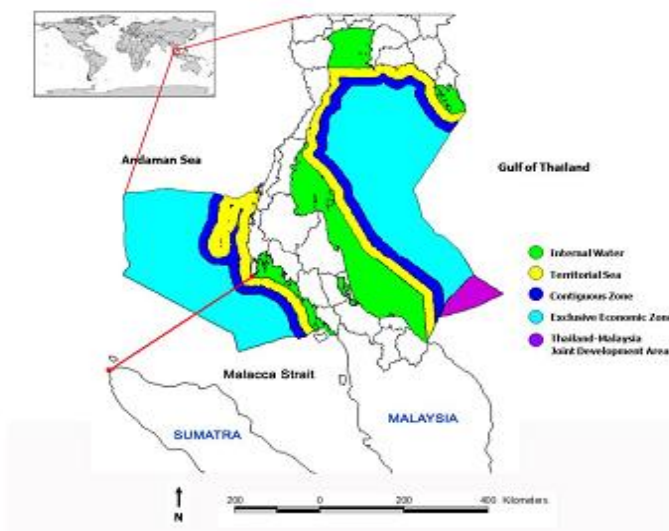 Andaman Sea
Gulf of Thailand
Internal Water
Territorial Sea
Contiguous Zone
Exclusive Economic Zone
Thailand-Malaysia
Joint Development Area
Malacca Strait
MALAYSIA
SUMATRA
N
200 0 200 400 Kilometers